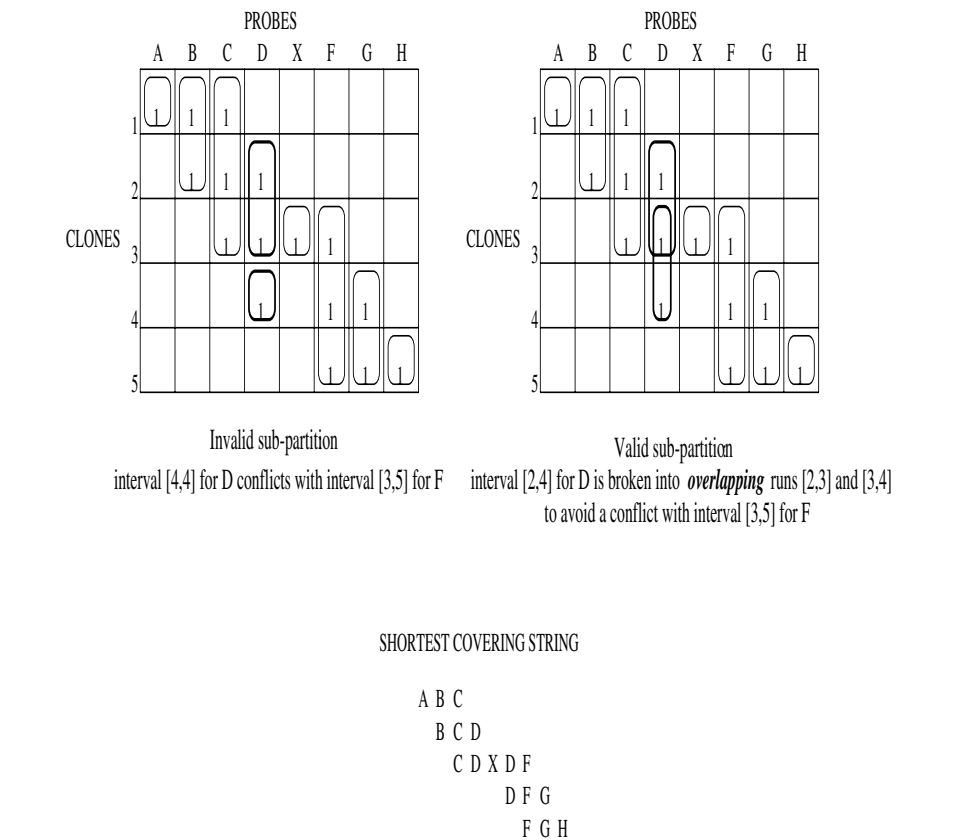 PROBES
A B C D X F G H
1 1 1 1
2 1 1 1
CLONES 3 1 1 1 1
4 1 1 1
5 1 1 1
Invalid sub-partition
interval [4,4] for D conflicts with interval [3,5] for F
PROBES
A B C D X F G H
1 1 1 1
2 1 1 1
CLONES 3 1 1 1 1
4 1 1 1
5 1 1 1
Valid sub-partition
interval [2,4] for D is broken into overlapping runs [2,3] and [3,4]
to avoid a conflict with interval [3,5] for F
SHORTEST COVERING STRING
A B C
B C D
C D X D F
D F G
F G H